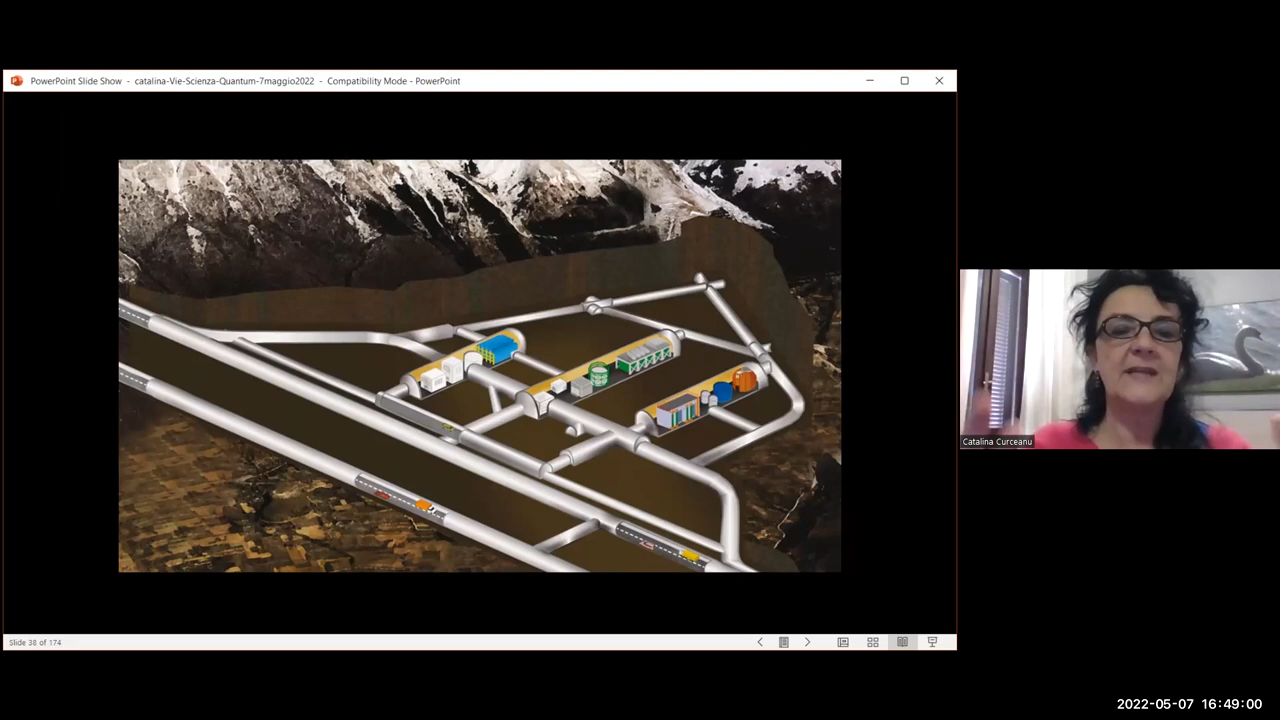 PowerPoint Slide Show - catalina-Vie-Scienza-Quantum-7maggio2022 - Compatibility Mode - PowerPoint
Catalina Curceanu
Slide 38 of 174
2022-05-07 16:49:00